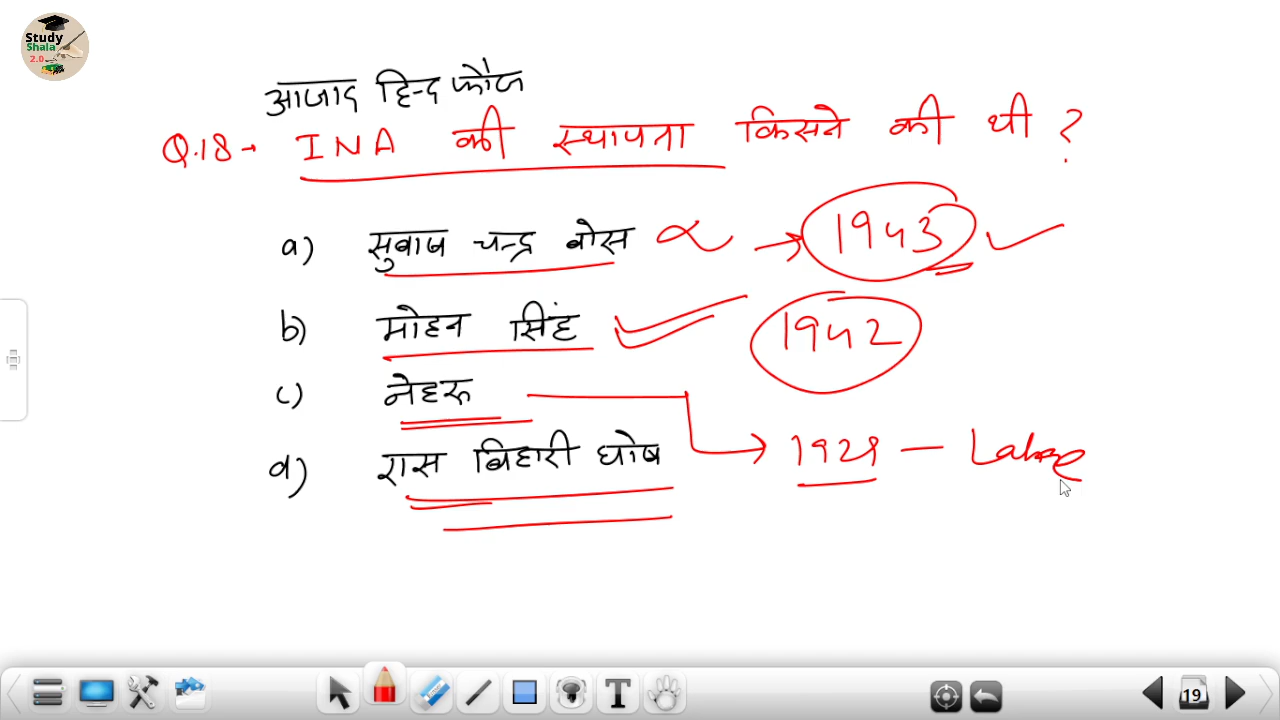 Study
Shala
2.0
आजाद हिन्द फौज
Q.18→ INA की स्थापना किसने की थी ?
a) सुबाष चन्द्र बोस → 1943
b) मोहन सिंह 1942
c) नेहरू
→ 1929 — Lahore
d) रास बिहारी घोष
19
T